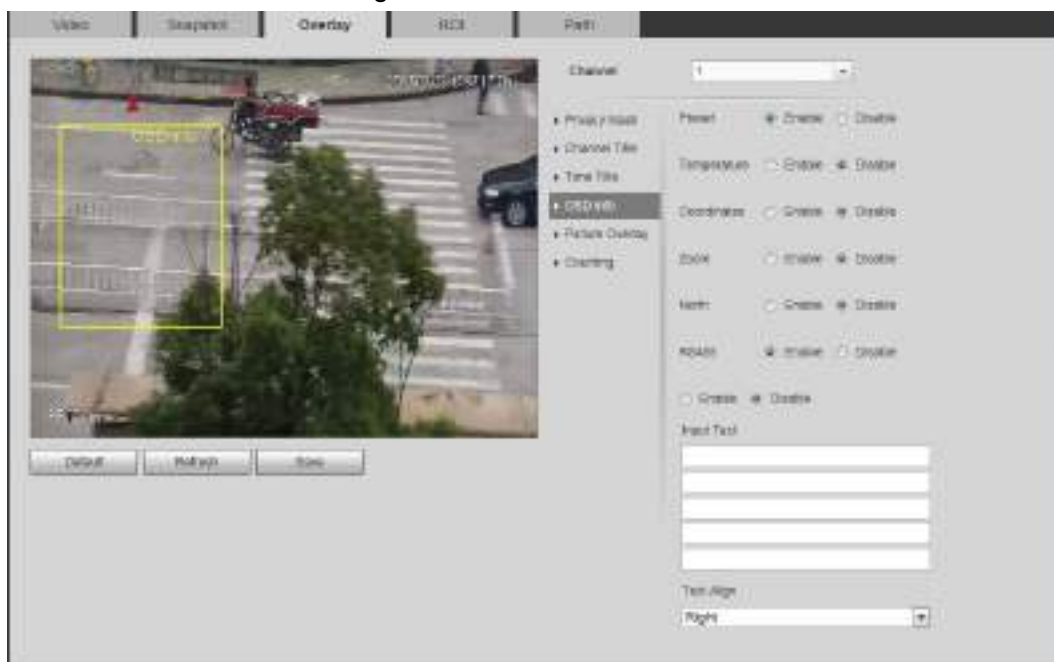 Video Snapshot Overlay ROI Path
Channel 1
Privacy Mask
Channel Title
Time Title
OSD Info
Picture Overlay
Counting
Preset Enable Disable
Temperature Enable Disable
Coordinates Enable Disable
Zoom Enable Disable
North Enable Disable
Enable Disable
Enable Disable
Input Text
Text Align
Right
OSD Info
Default Refresh Save